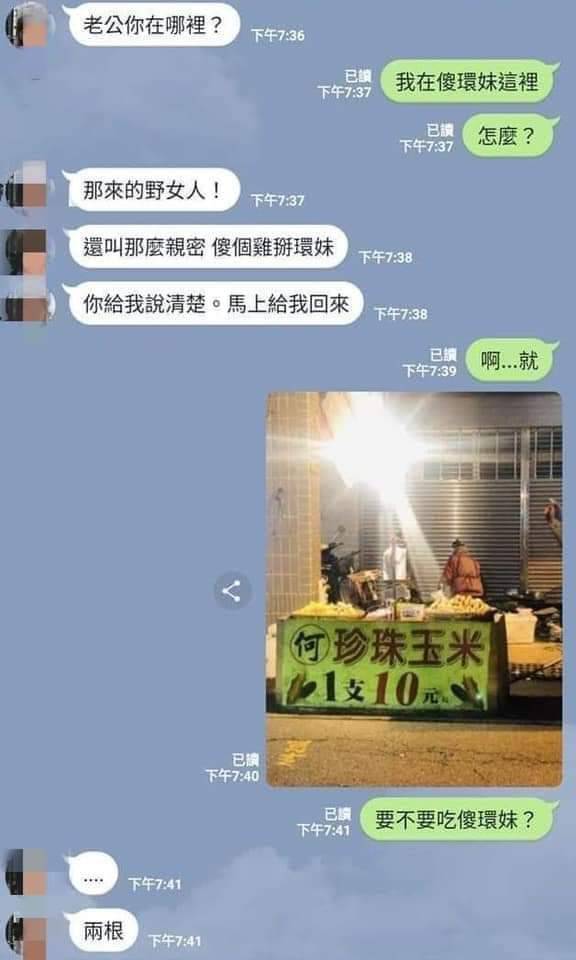 老公你在哪裡？
下午7:36
已讀
下午7:37
我在傻環妹這裡
已讀
下午7:37
怎麼？
那來的野女人！
下午7:37
還叫那麼親密 傻個雞掰環妹
下午7:38
你給我說清楚。馬上給我回來
下午7:38
已讀
下午7:39
啊...就
何 珍珠玉米
1支10元
已讀
下午7:40
已讀
下午7:41
要不要吃傻環妹？
....
下午7:41
兩根
下午7:41